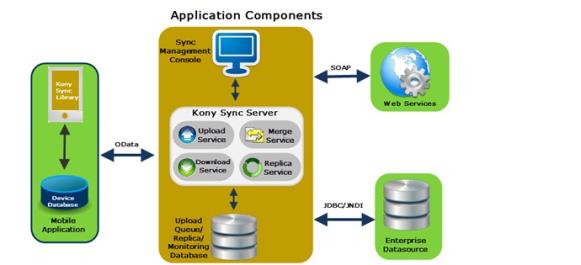 Application Components
Sync
Management
Console
Kony
Sync
Library
Device
Database
Mobile
Application
OData
Kony Sync Server
Upload
Service
Merge
Service
Download
Service
Replica
Service
Upload
Queue/
Replica/
Monitoring
Database
SOAP
Web Services
JDBC/JNDI
Enterprise
Datasource